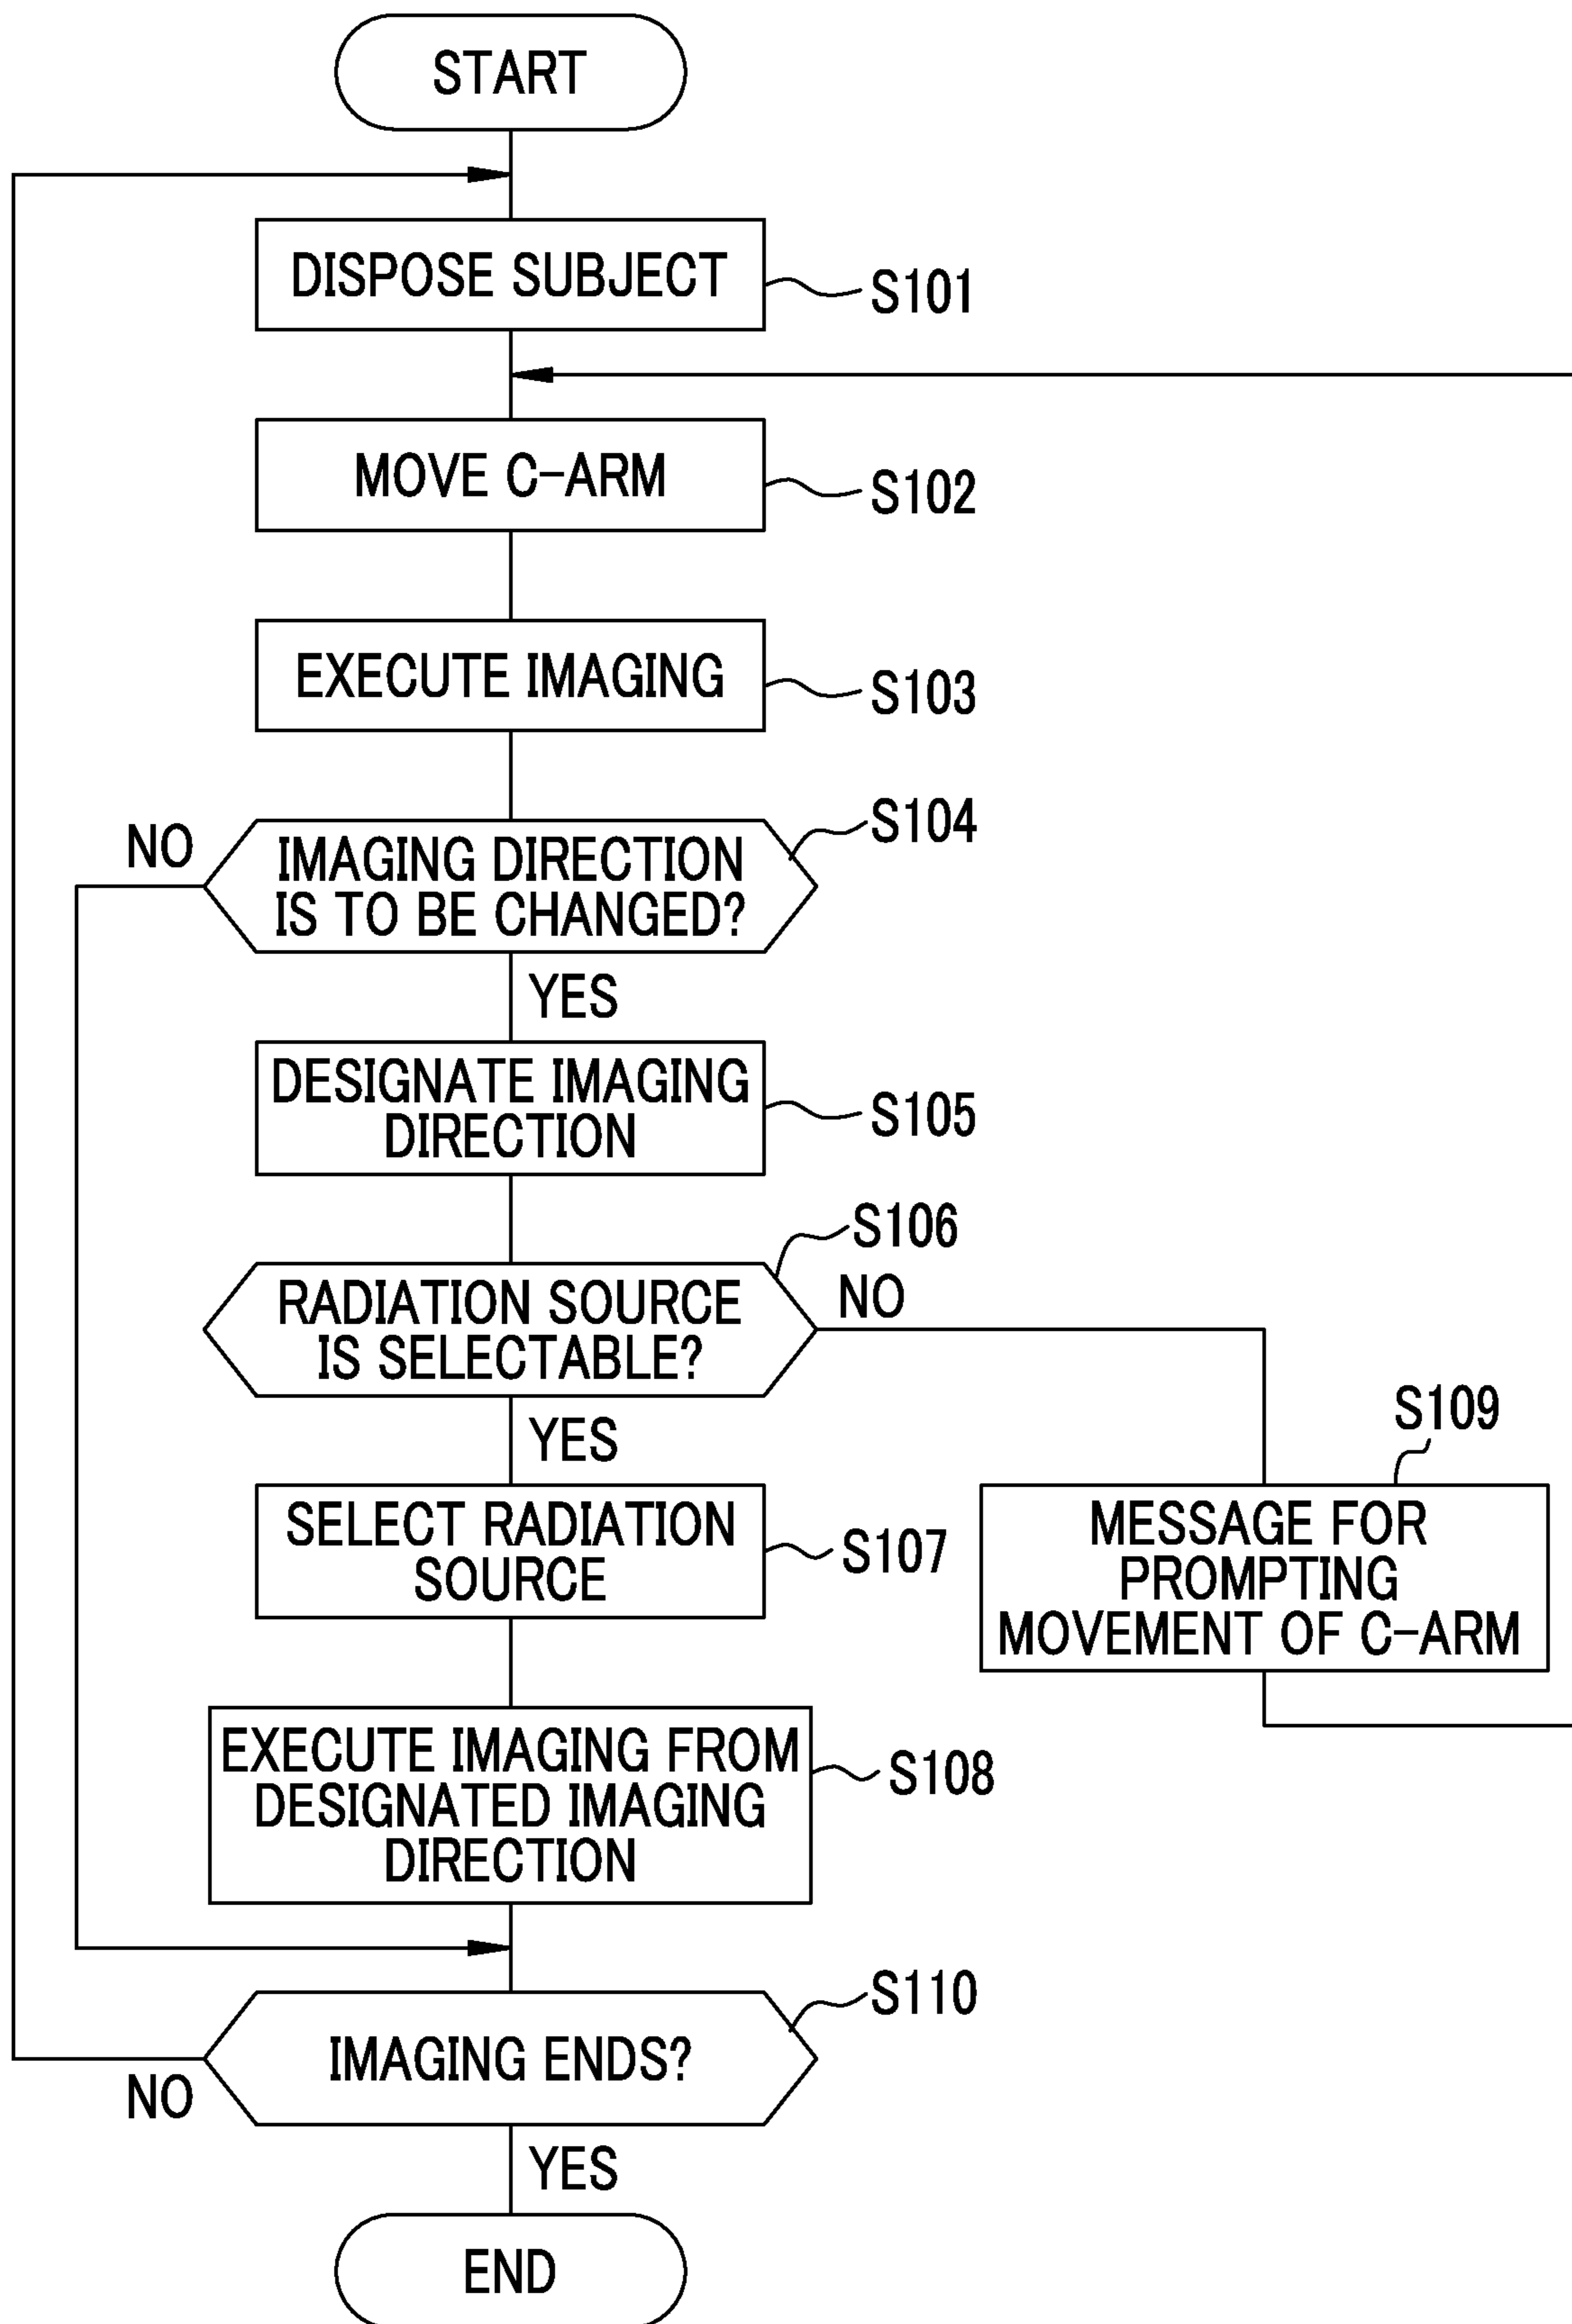 START
DISPOSE SUBJECT
S101
MOVE C-ARM
S102
EXECUTE IMAGING
S103
S104
NO
IMAGING DIRECTION
IS TO BE CHANGED?
YES
DESIGNATE IMAGING
DIRECTION
S105
S106
RADIATION SOURCE
IS SELECTABLE?
NO
YES
S109
SELECT RADIATION
SOURCE
S107
MESSAGE FOR
PROMPTING
MOVEMENT OF C-ARM
EXECUTE IMAGING FROM
DESIGNATED IMAGING
DIRECTION
S108
S110
IMAGING ENDS?
NO
YES
END